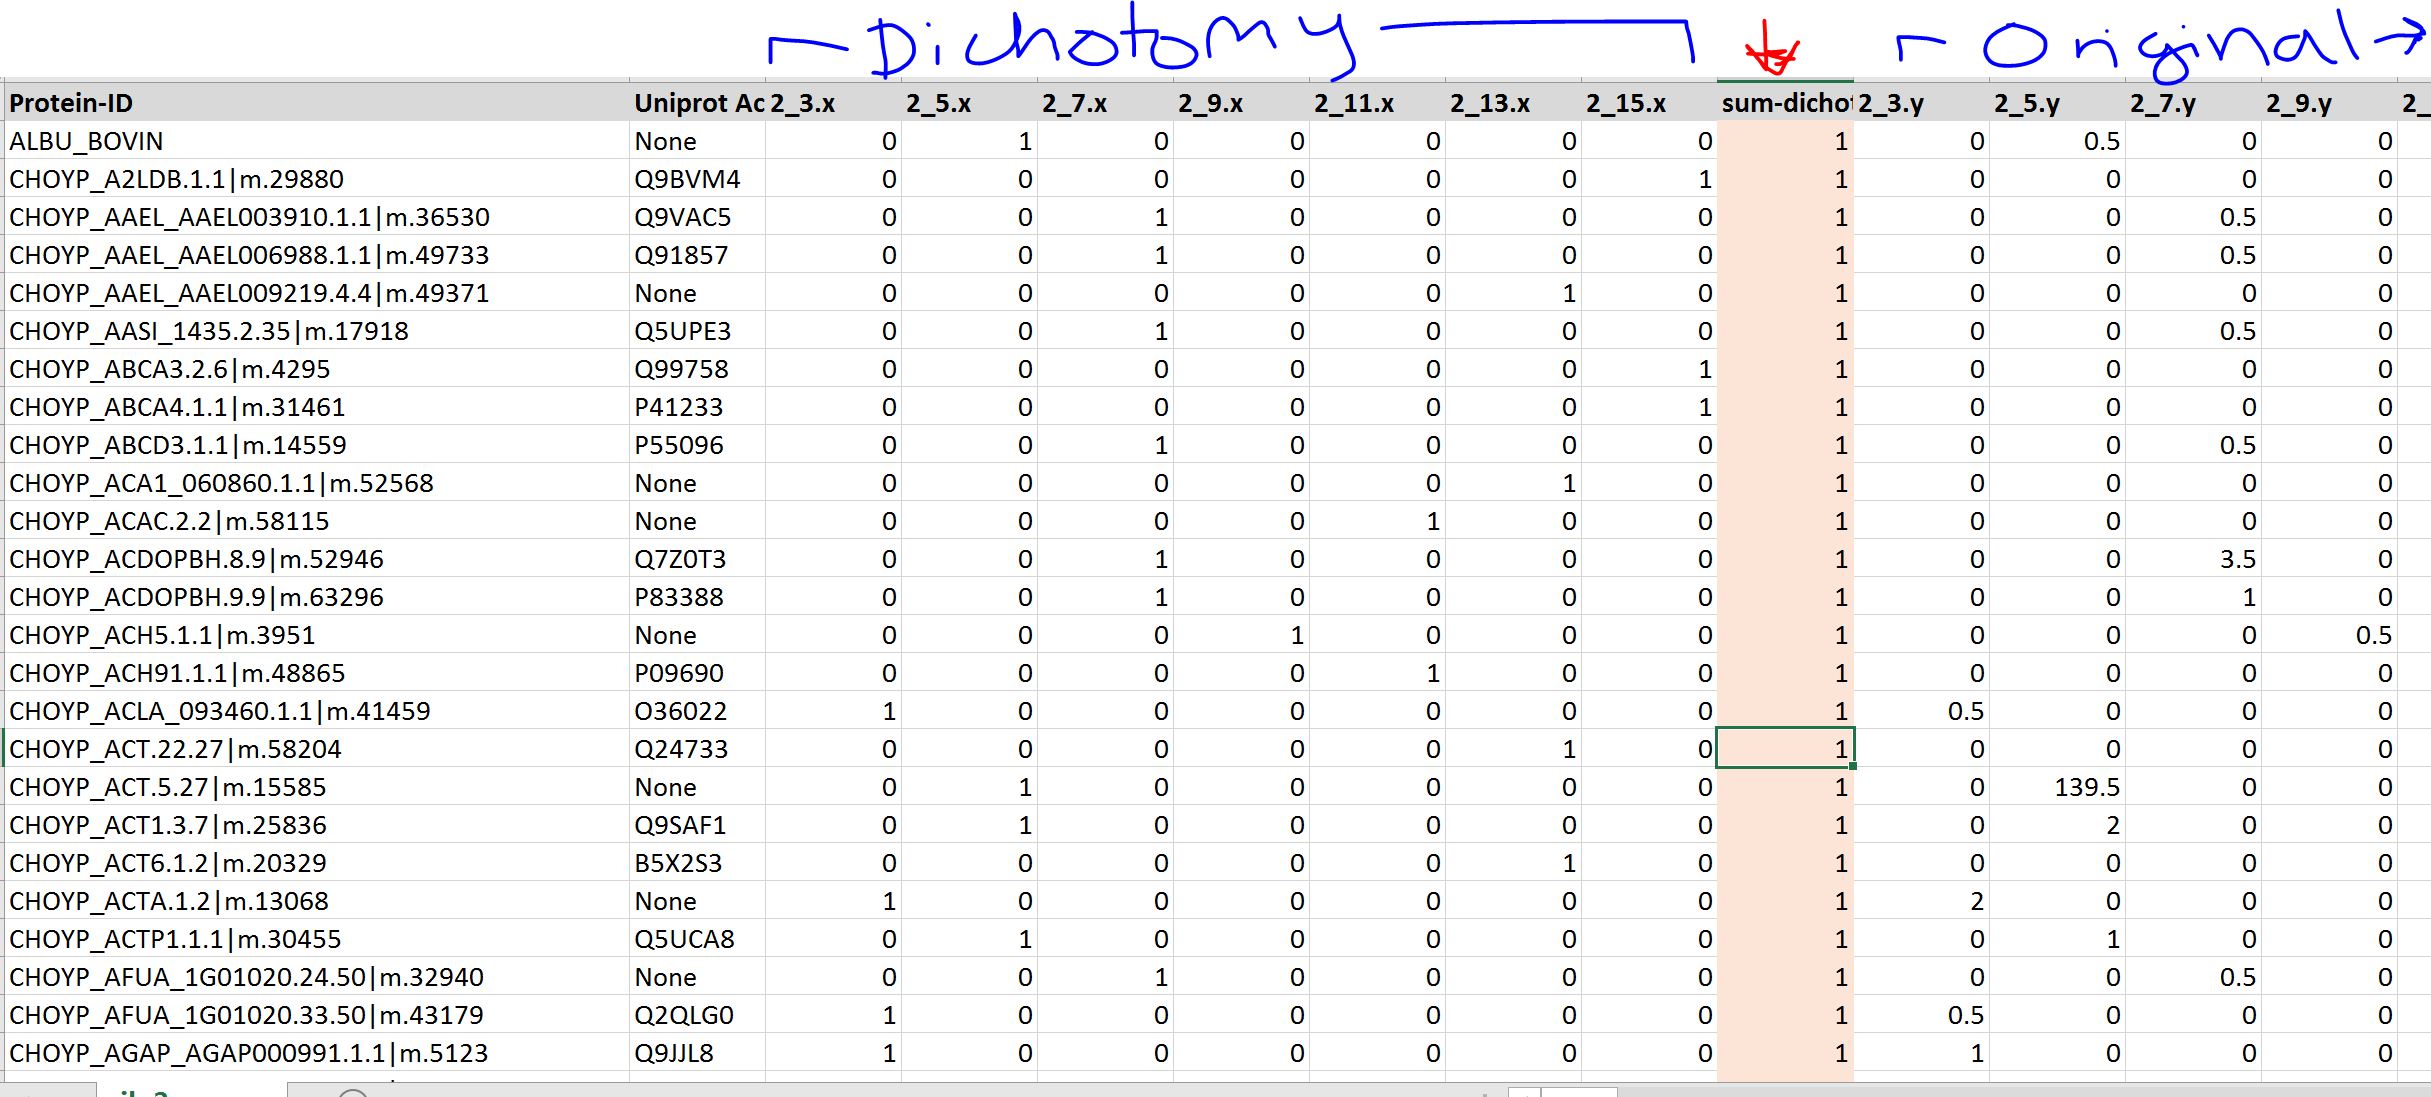 Dichotomy Original
Protein-ID Uniprot Ac 2_3.x 2_5.x 2_7.x 2_9.x 2_11.x 2_13.x 2_15.x sum-dichot 2_3.y 2_5.y 2_7.y 2_9.y 2_
ALBU_BOVIN None 0 1 0 0 0 0 0 1 0 0.5 0 0
CHOYP_A2LDB.1.1|m.29880 Q9BVM4 0 0 0 0 0 0 1 1 0 0 0 0
CHOYP_AAEL_AAEL003910.1.1|m.36530 Q9VAC5 0 0 1 0 0 0 0 1 0 0 0.5 0
CHOYP_AAEL_AAEL006988.1.1|m.49733 Q91857 0 0 1 0 0 0 0 1 0 0 0.5 0
CHOYP_AAEL_AAEL009219.4.4|m.49371 None 0 0 0 0 0 1 0 1 0 0 0 0
CHOYP_AASI_1435.2.35|m.17918 Q5UPE3 0 0 1 0 0 0 0 1 0 0 0.5 0
CHOYP_ABCA3.2.6|m.4295 Q99758 0 0 0 0 0 0 1 1 0 0 0 0
CHOYP_ABCA4.1.1|m.31461 P41233 0 0 0 0 0 0 1 1 0 0 0 0
CHOYP_ABCD3.1.1|m.14559 P55096 0 0 1 0 0 0 0 1 0 0 0.5 0
CHOYP_ACA1_060860.1.1|m.52568 None 0 0 0 0 0 1 0 1 0 0 0 0
CHOYP_ACAC.2.2|m.58115 None 0 0 0 0 1 0 0 1 0 0 0 0
CHOYP_ACDOPBH.8.9|m.52946 Q7Z0T3 0 0 1 0 0 0 0 1 0 0 3.5 0
CHOYP_ACDOPBH.9.9|m.63296 P83388 0 0 1 0 0 0 0 1 0 0 1 0
CHOYP_ACH5.1.1|m.3951 None 0 0 0 1 0 0 0 1 0 0 0 0.5
CHOYP_ACH91.1.1|m.48865 P09690 0 0 0 0 1 0 0 1 0 0 0 0
CHOYP_ACLA_093460.1.1|m.41459 O36022 1 0 0 0 0 0 0 1 0.5 0 0 0
CHOYP_ACT.22.27|m.58204 Q24733 0 0 0 0 0 1 0 1 0 0 0 0
CHOYP_ACT.5.27|m.15585 None 0 1 0 0 0 0 0 1 0 139.5 0 0
CHOYP_ACT1.3.7|m.25836 Q9SAF1 0 1 0 0 0 0 0 1 0 2 0 0
CHOYP_ACT6.1.2|m.20329 B5X2S3 0 0 0 0 0 1 0 1 0 0 0 0
CHOYP_ACTA.1.2|m.13068 None 1 0 0 0 0 0 0 1 2 0 0 0
CHOYP_ACTP1.1.1|m.30455 Q5UCA8 0 1 0 0 0 0 0 1 0 1 0 0
CHOYP_AFUA_1G01020.24.50|m.32940 None 0 0 1 0 0 0 0 1 0 0 0.5 0
CHOYP_AFUA_1G01020.33.50|m.43179 Q2QLG0 1 0 0 0 0 0 0 1 0.5 0 0 0
CHOYP_AGAP_AGAP000991.1.1|m.5123 Q9JJL8 1 0 0 0 0 0 0 1 1 0 0 0